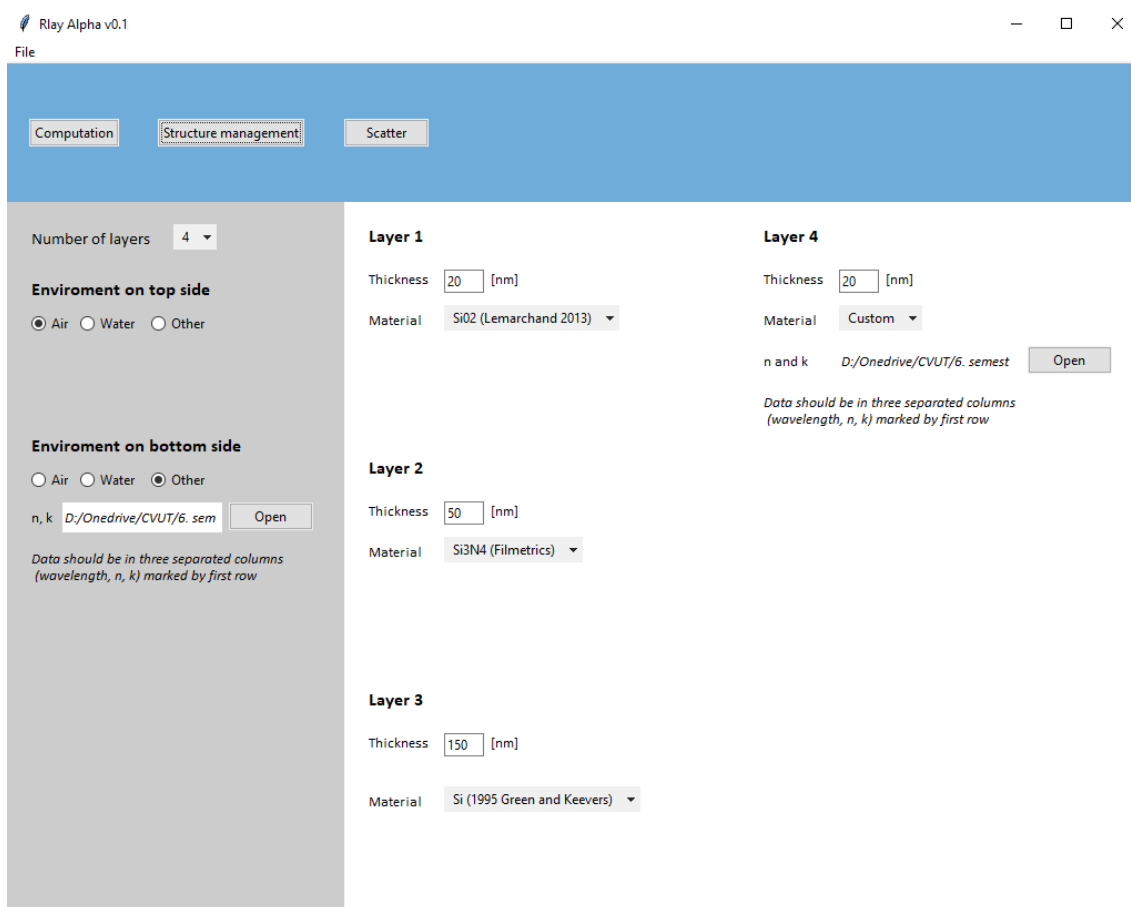 Rlay Alpha v0.1
File
Computation
Structure management
Scatter
Number of layers 4
Enviroment on top side
Air Water Other
Enviroment on bottom side
Air Water Other
n, k D:/Onedrive/CVUT/6. sem Open
Data should be in three separated columns
(wavelength, n, k) marked by first row
Layer 1
Thickness 20 [nm]
Material Si02 (Lemarchand 2013)
Layer 2
Thickness 50 [nm]
Material Si3N4 (Filmetrics)
Layer 3
Thickness 150 [nm]
Material Si (1995 Green and Keevers)
Layer 4
Thickness 20 [nm]
Material Custom
n and k D:/Onedrive/CVUT/6. semest Open
Data should be in three separated columns
(wavelength, n, k) marked by first row